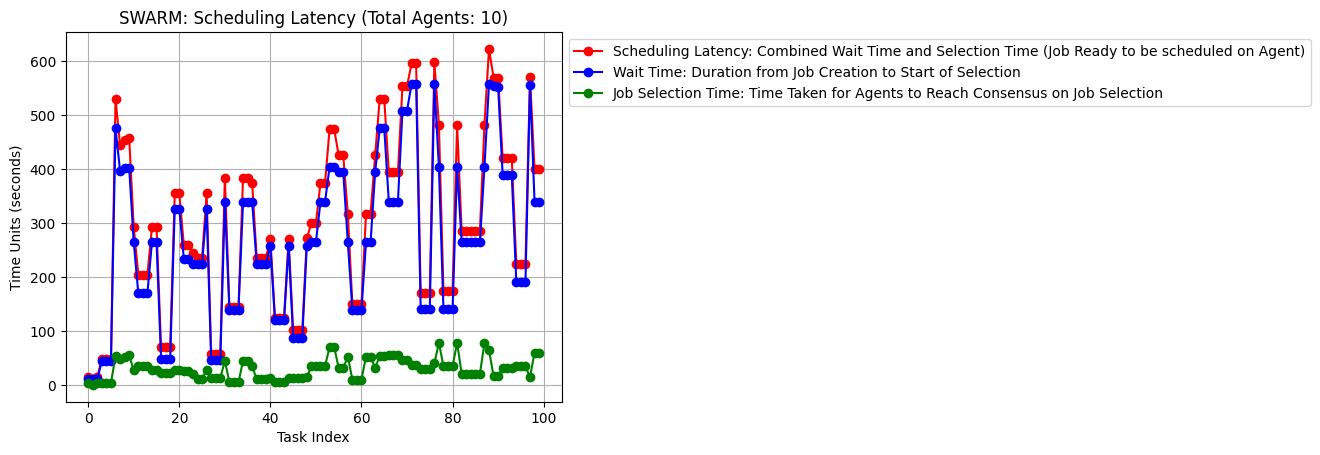 SWARM: Scheduling Latency (Total Agents: 10)
Scheduling Latency: Combined Wait Time and Selection Time (Job Ready to be scheduled on Agent)
Wait Time: Duration from Job Creation to Start of Selection
Job Selection Time: Time Taken for Agents to Reach Consensus on Job Selection
Time Units (seconds)
600
500
400
300
200
100
0
0 20 40 60 80 100
Task Index